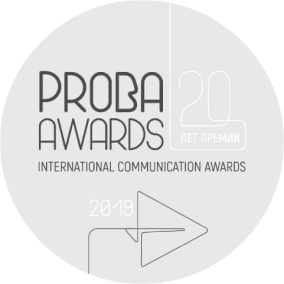 PROBA
AWARDS
20
ЛЕТ ПРЕМИИ
INTERNATIONAL COMMUNICATION AWARDS
2019